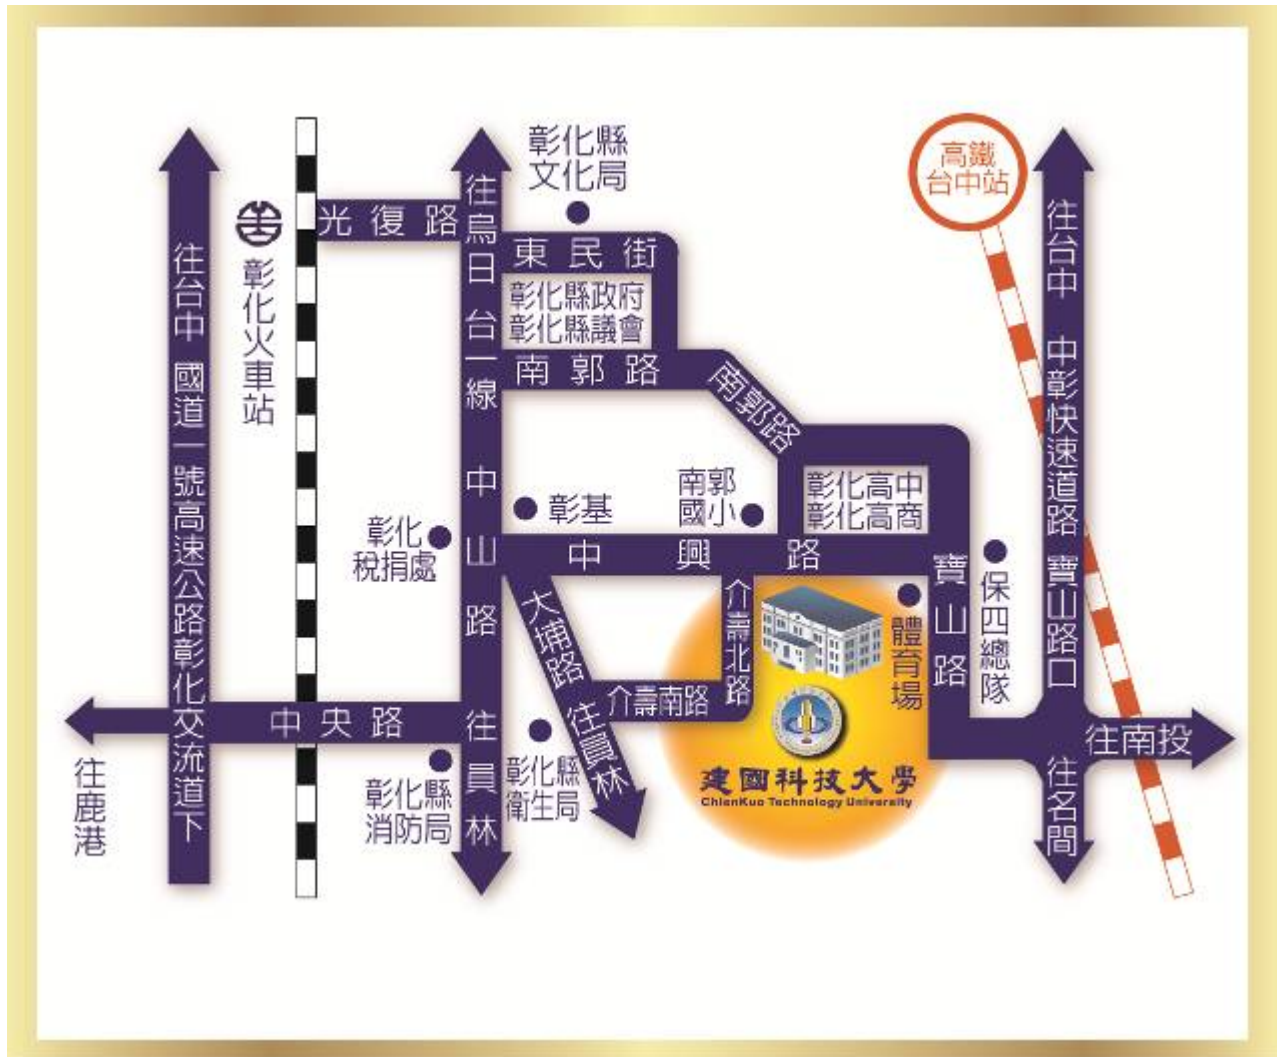 彰化縣
文化局
高鐵
台中站
往烏日 台一線 中山路 往員林
光復路
東民街
彰化縣政府
彰化縣議會
南郭路
南郭路
彰化火車站
往台中 國道一號高速公路彰化交流道下
往台中 中彰快速道路 寶山路口
彰化高中
彰化高商
南郭
國小
彰基
彰化
稅捐處
中興路
大埔路 往員林
介壽北路
介壽南路
體育場
寶山路
保四總隊
中央路
往鹿港
彰化縣
消防局
彰化縣
衛生局
建國科技大學
ChienKuo Technology University
往南投
往名間